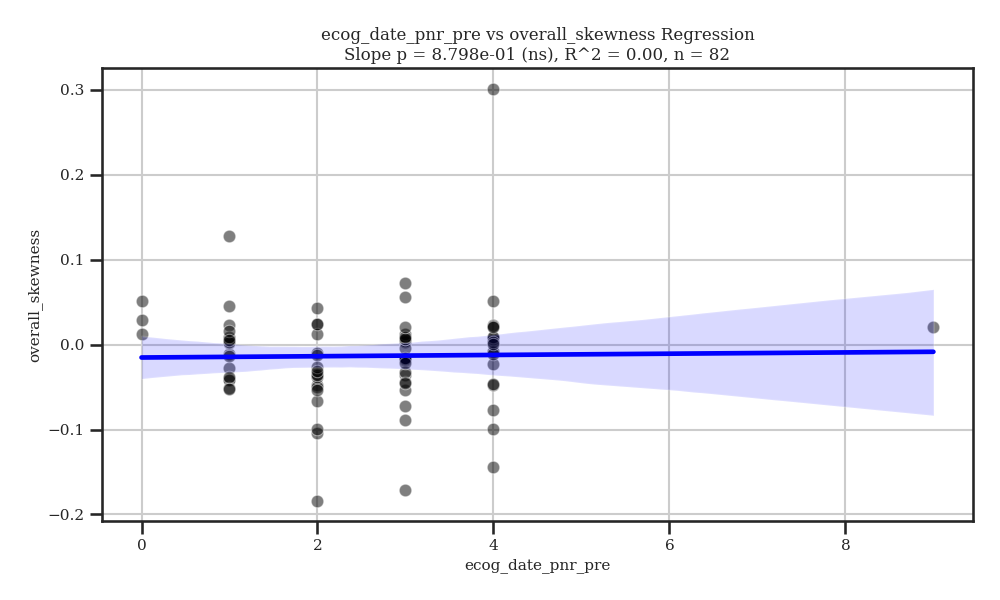 ecog_date_pnr_pre vs overall_skewness Regression
Slope p = 8.798e-01 (ns), R^2 = 0.00, n = 82
overall_skewness
0.3
0.2
0.1
0.0
−0.1
−0.2
0 2 4 6 8
ecog_date_pnr_pre